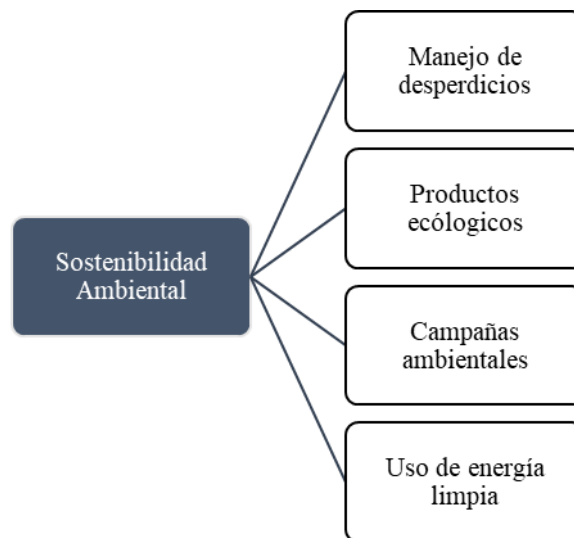 Manejo de
desperdicios
Productos
ecólogicos
Sostenibilidad
Ambiental
Campañas
ambientales
Uso de energía
limpia